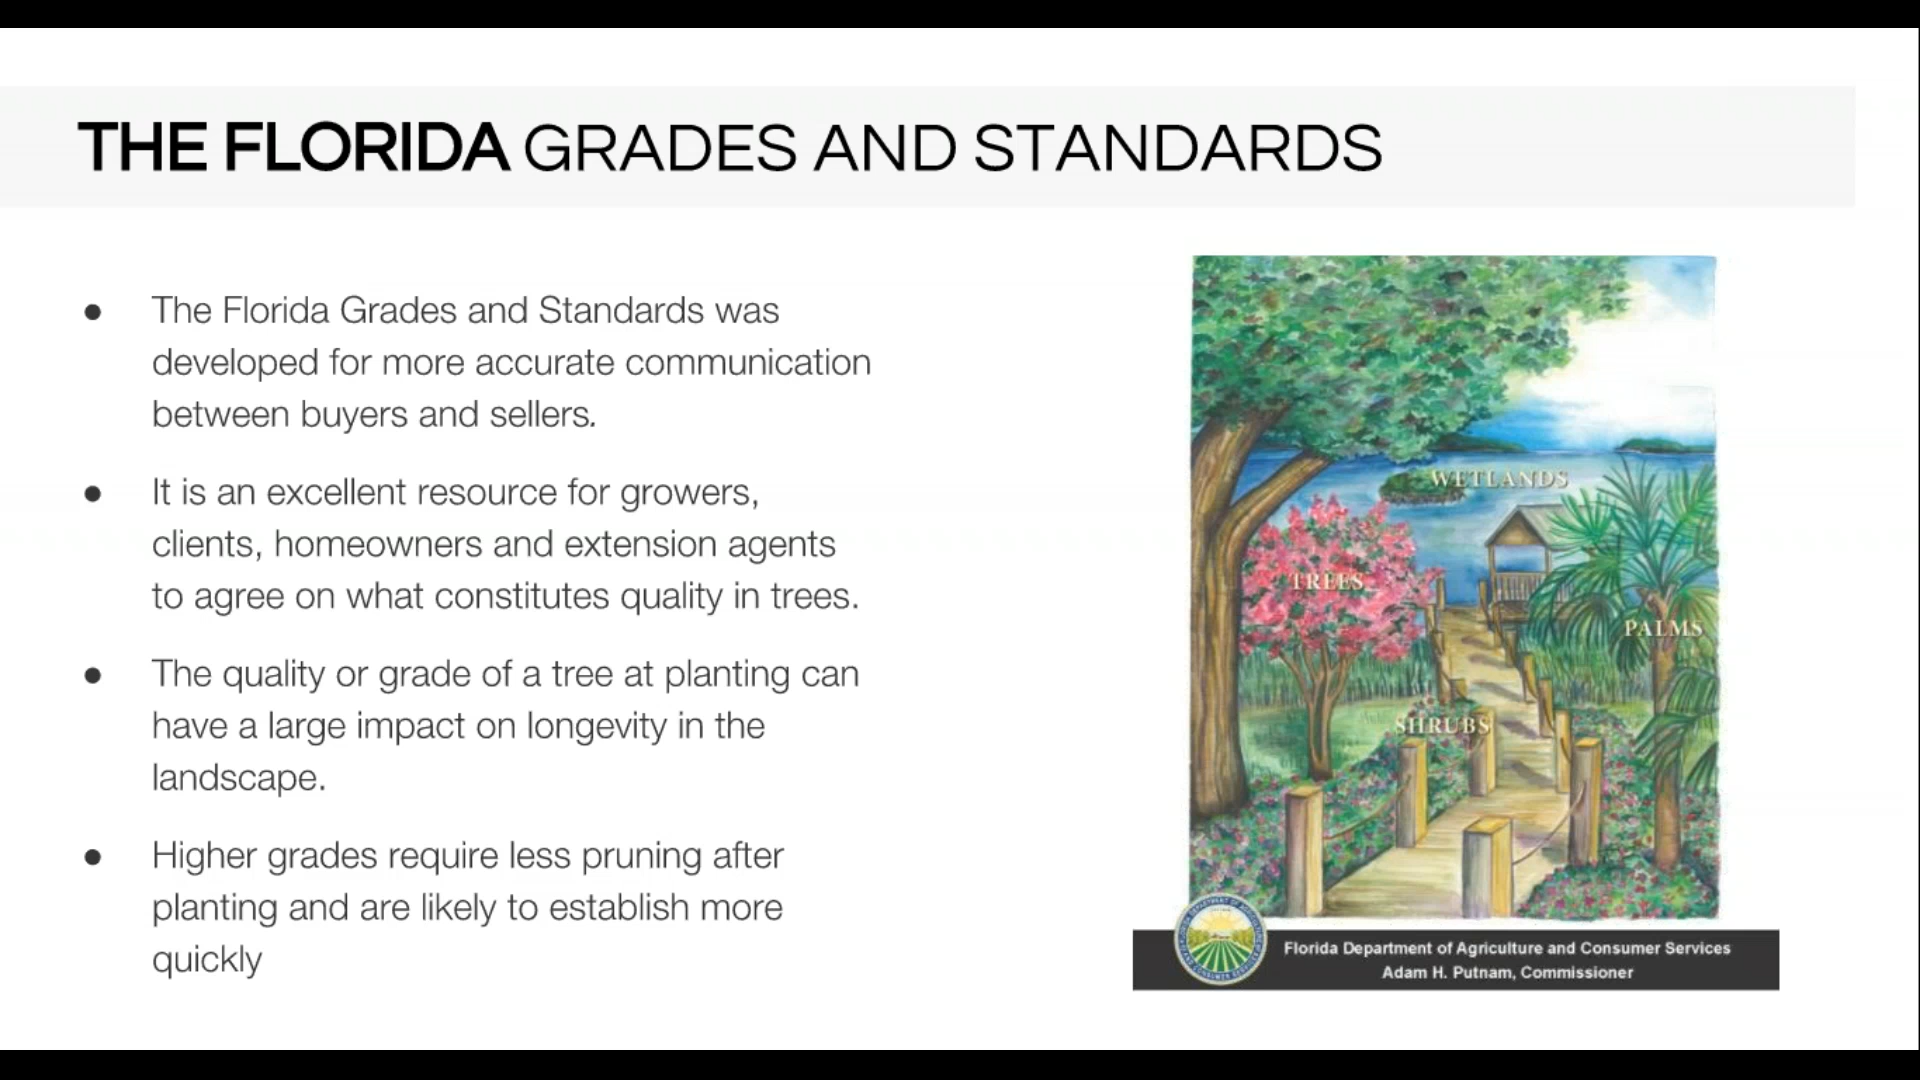 THE FLORIDA GRADES AND STANDARDS
● The Florida Grades and Standards was
developed for more accurate communication
between buyers and sellers.
● It is an excellent resource for growers,
clients, homeowners and extension agents
to agree on what constitutes quality in trees.
● The quality or grade of a tree at planting can
have a large impact on longevity in the
landscape.
● Higher grades require less pruning after
planting and are likely to establish more
quickly
WETLANDS
TREES
PALMS
SHRUBS
Florida Department of Agriculture and Consumer Services
Adam H. Putnam, Commissioner